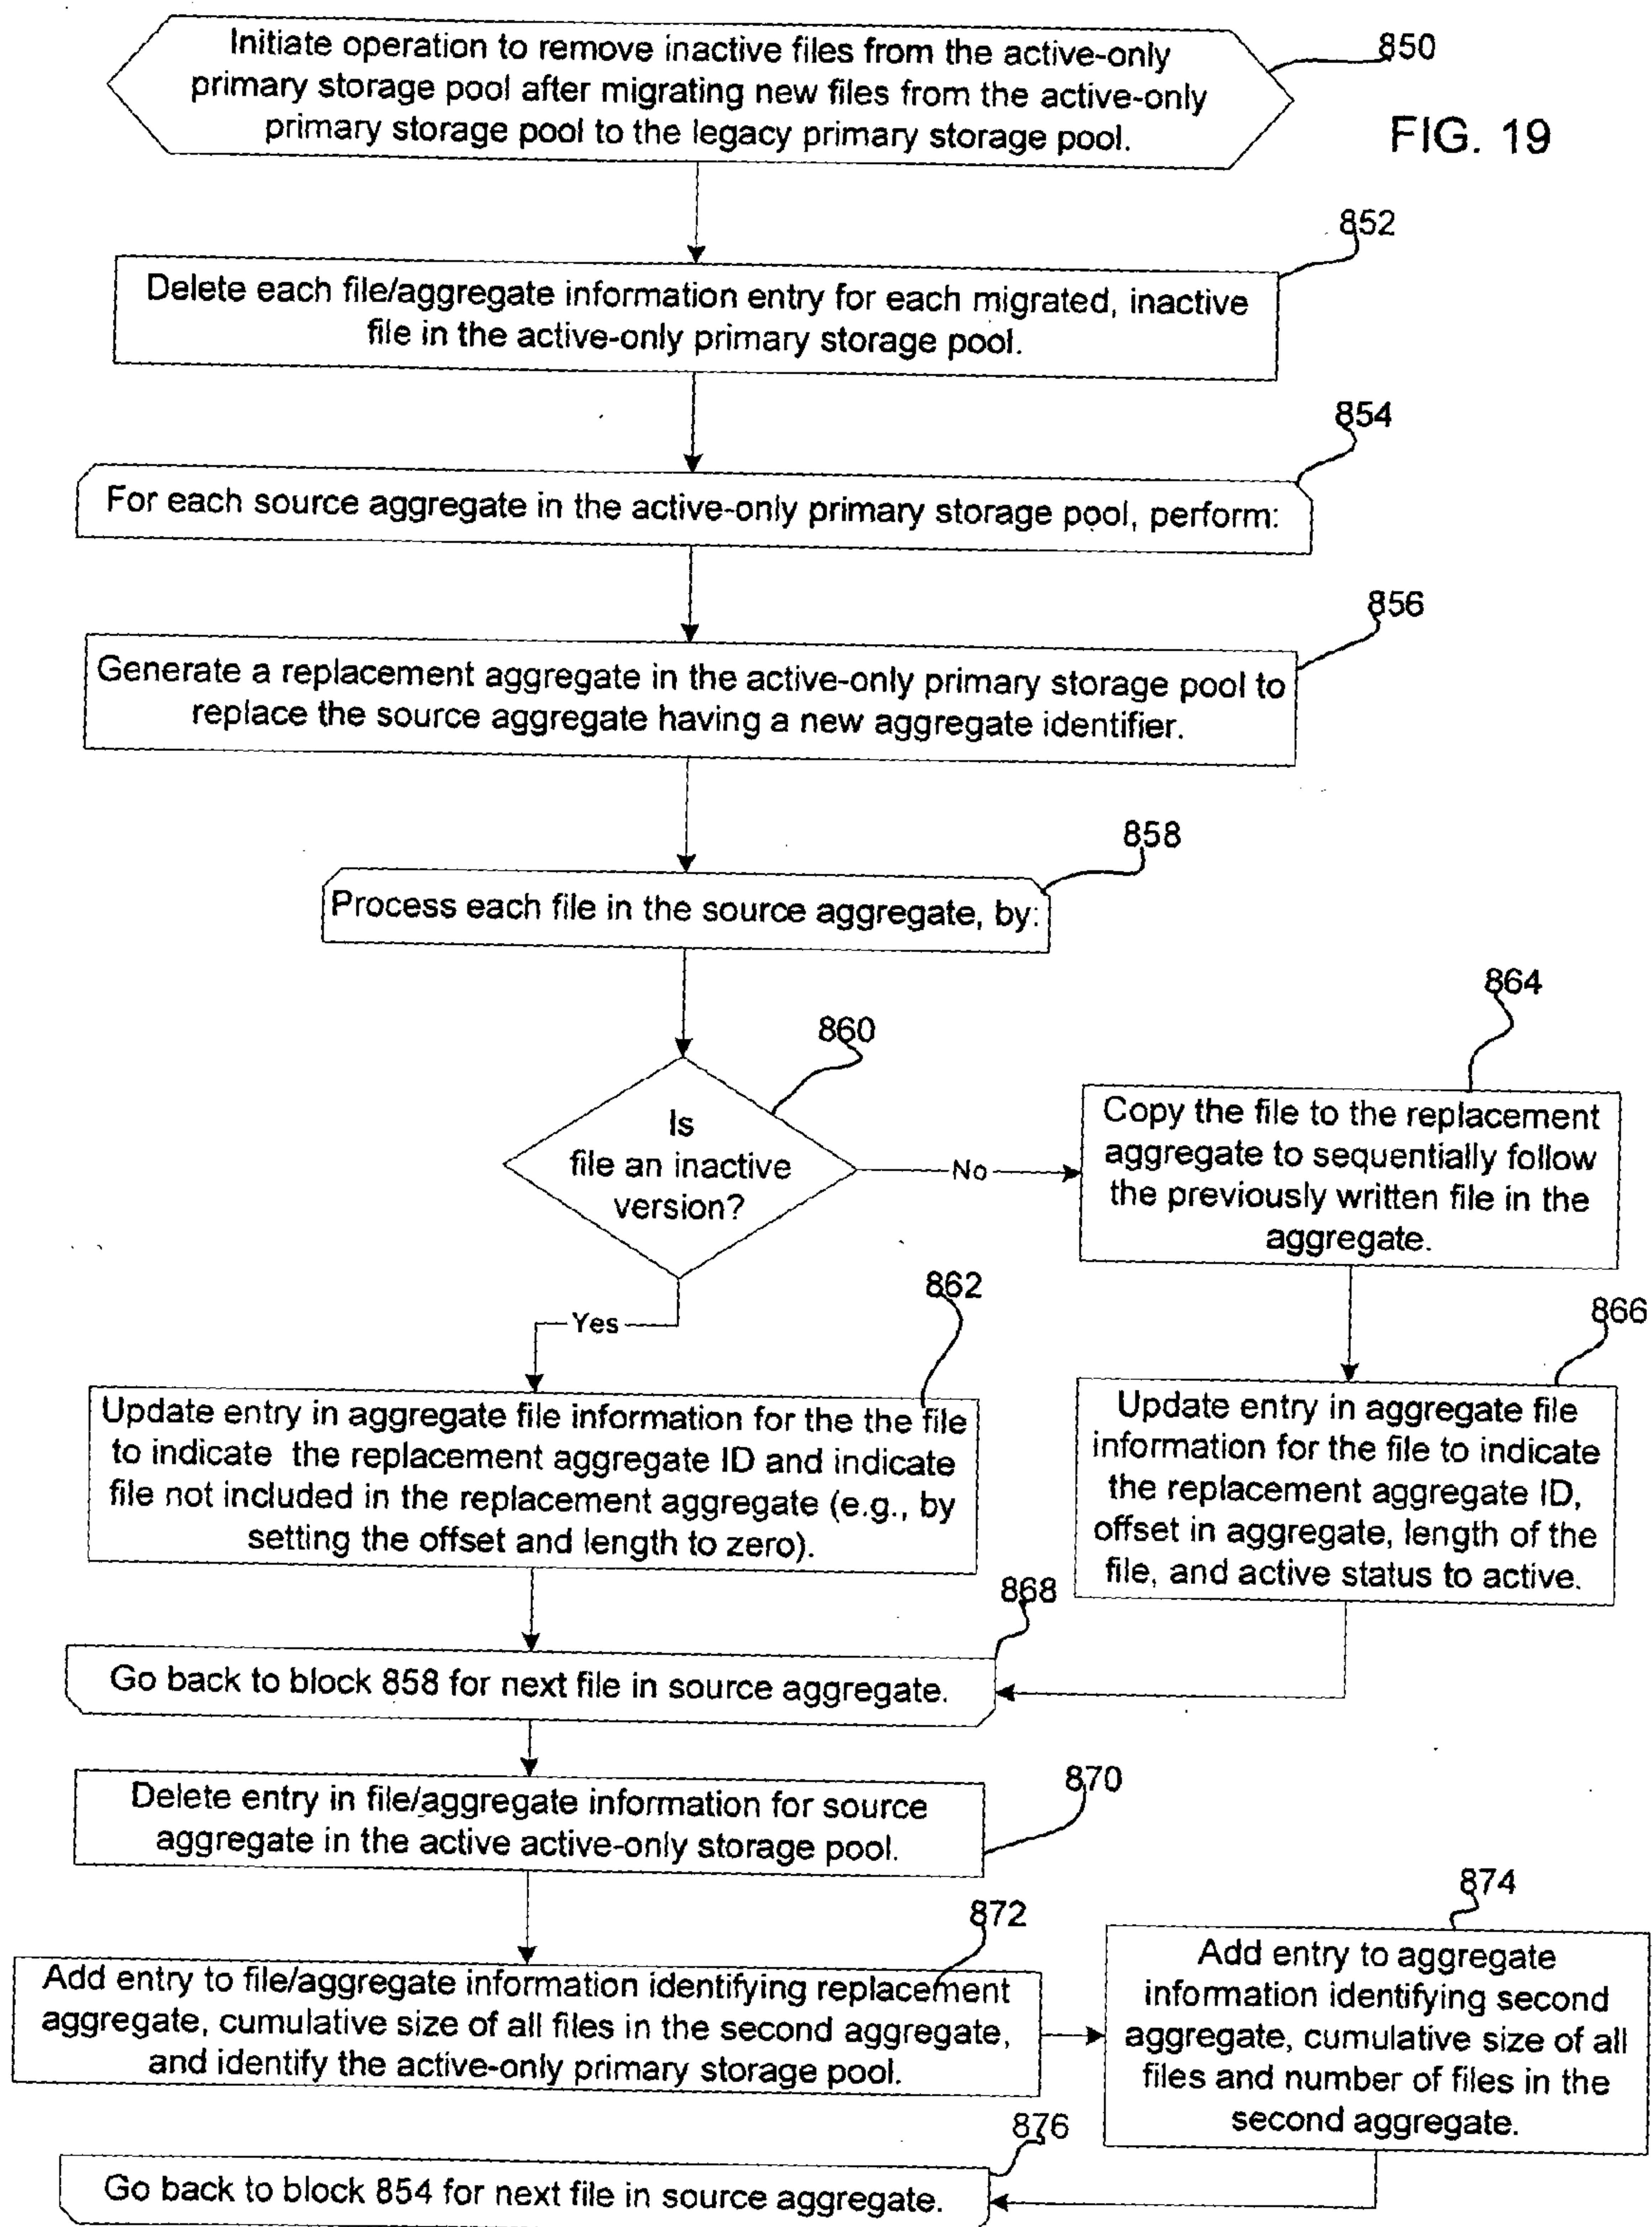 Initiate operation to remove inactive files from the active-only
primary storage pool after migrating new files from the active-only
primary storage pool to the legacy primary storage pool.
850
FIG. 19
852
Delete each file/aggregate information entry for each migrated, inactive
file in the active-only primary storage pool.
854
For each source aggregate in the active-only primary storage pool, perform:
856
Generate a replacement aggregate in the active-only primary storage pool to
replace the source aggregate having a new aggregate identifier.
858
Process each file in the source aggregate, by:
860
Is
file an inactive
version?
No
864
Copy the file to the replacement
aggregate to sequentially follow
the previously written file in the
aggregate.
Yes
862
Update entry in aggregate file information for the the file
to indicate the replacement aggregate ID and indicate
file not included in the replacement aggregate (e.g., by
setting the offset and length to zero).
866
Update entry in aggregate file
information for the file to indicate
the replacement aggregate ID,
offset in aggregate, length of the
file, and active status to active.
868
Go back to block 858 for next file in source aggregate.
870
Delete entry in file/aggregate information for source
aggregate in the active active-only storage pool.
872
Add entry to file/aggregate information identifying replacement
aggregate, cumulative size of all files in the second aggregate,
and identify the active-only primary storage pool.
874
Add entry to aggregate
information identifying second
aggregate, cumulative size of all
files and number of files in the
second aggregate.
876
Go back to block 854 for next file in source aggregate.